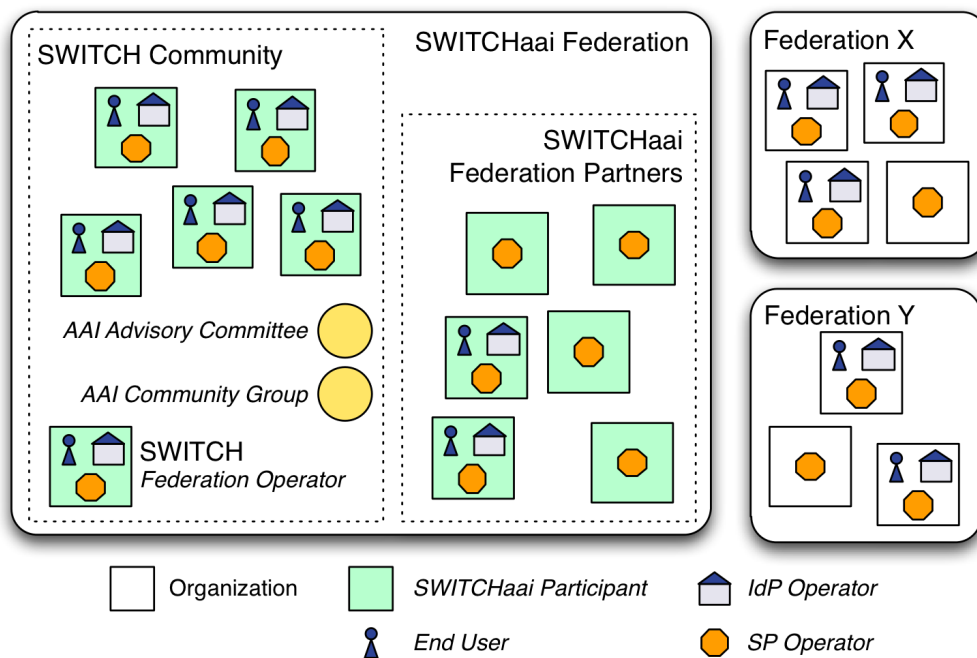 SWITCH Community
SWITCHaai Federation
SWITCHaai
Federation Partners
AAI Advisory Committee
AAI Community Group
SWITCH
Federation Operator
Federation X
Federation Y
Organization
SWITCHaai Participant
IdP Operator
End User
SP Operator